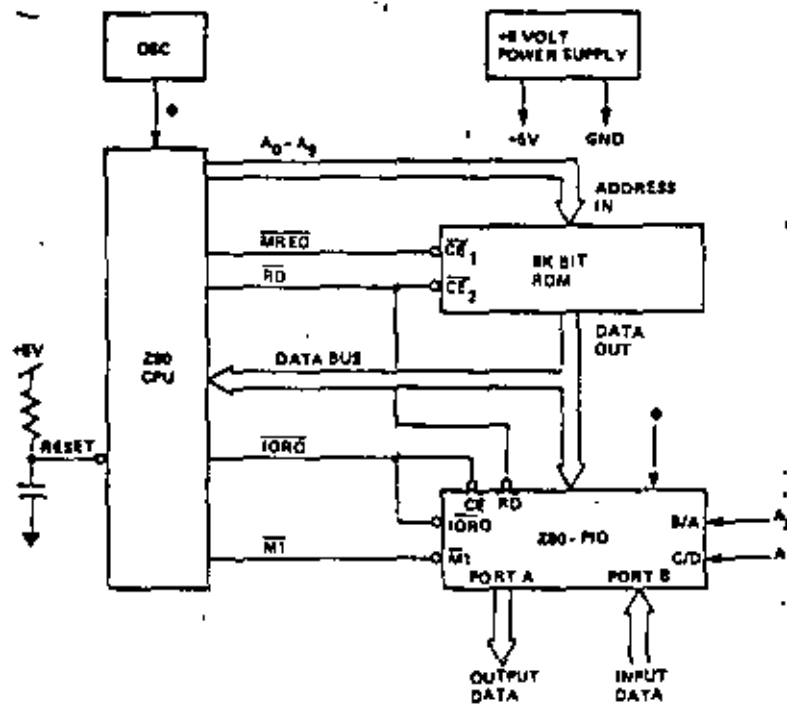 OSC
+5 VOLT
POWER SUPPLY
Φ
+5V
GND
A0 - A9
ADDRESS
IN
MREQ
CE1
8K BIT
ROM
RD
CE2
DATA
OUT
+5V
Z80
CPU
DATA BUS
Φ
RESET
IORQ
CE
RD
IORQ
Z80 - PIO
B/A
A
M1
M1
C/D
A
PORT A
PORT B
OUTPUT
DATA
INPUT
DATA